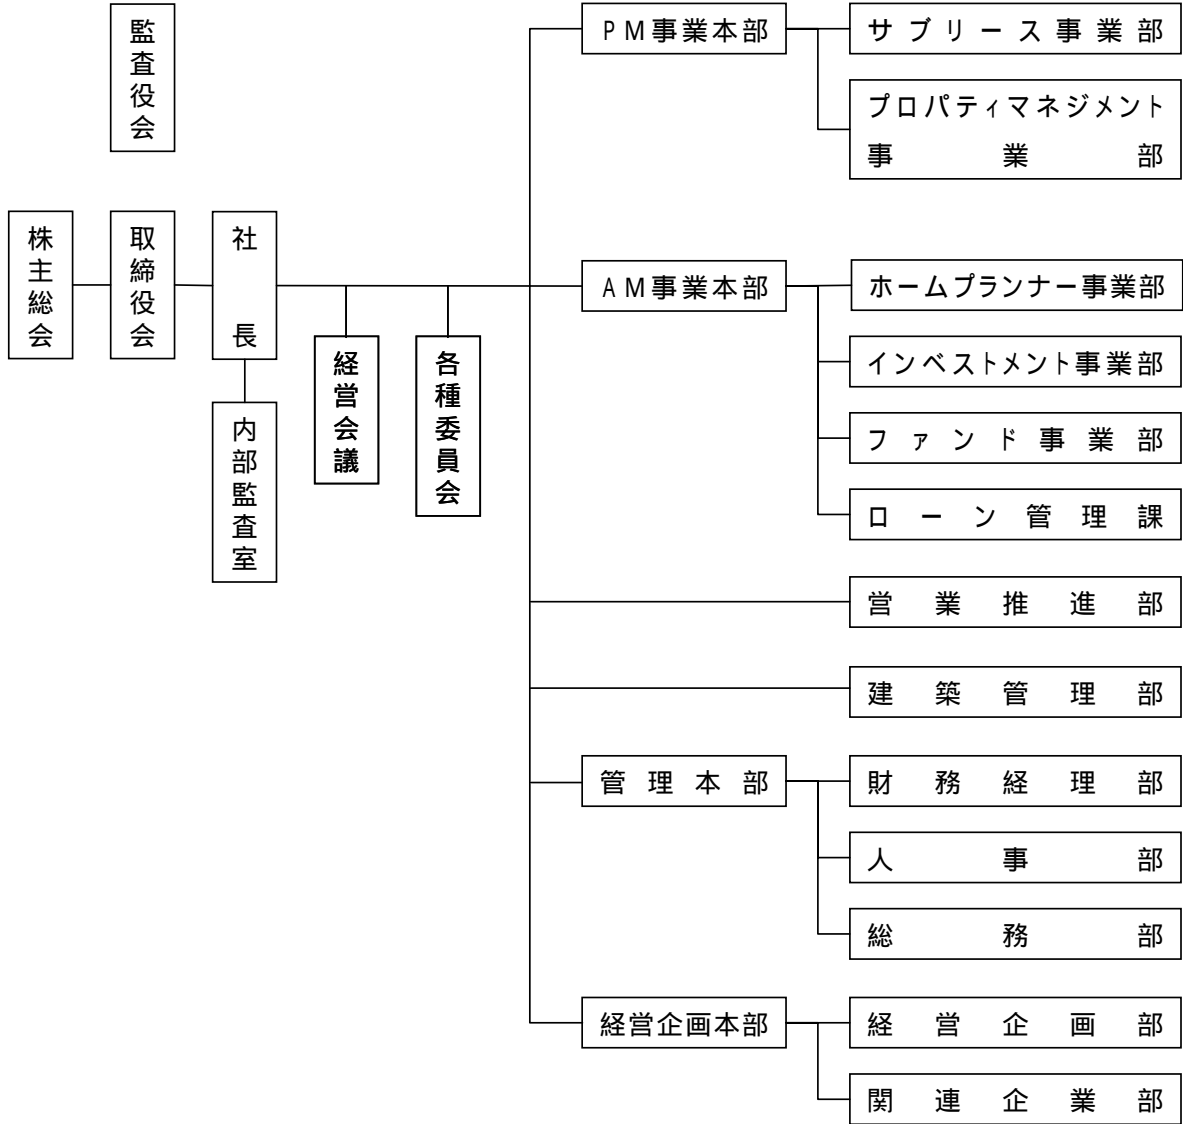 監査役会
株主総会
取締役会
社長
内部監査室
経営会議
各種委員会
PM事業本部
サブリース事業部
プロパティマネジメント
事業部
AM事業本部
ホームプランナー事業部
インベストメント事業部
ファンド事業部
ローン管理課
営業推進部
建築管理部
管理本部
財務経理部
人事部
総務部
経営企画本部
経営企画部
関連企業部